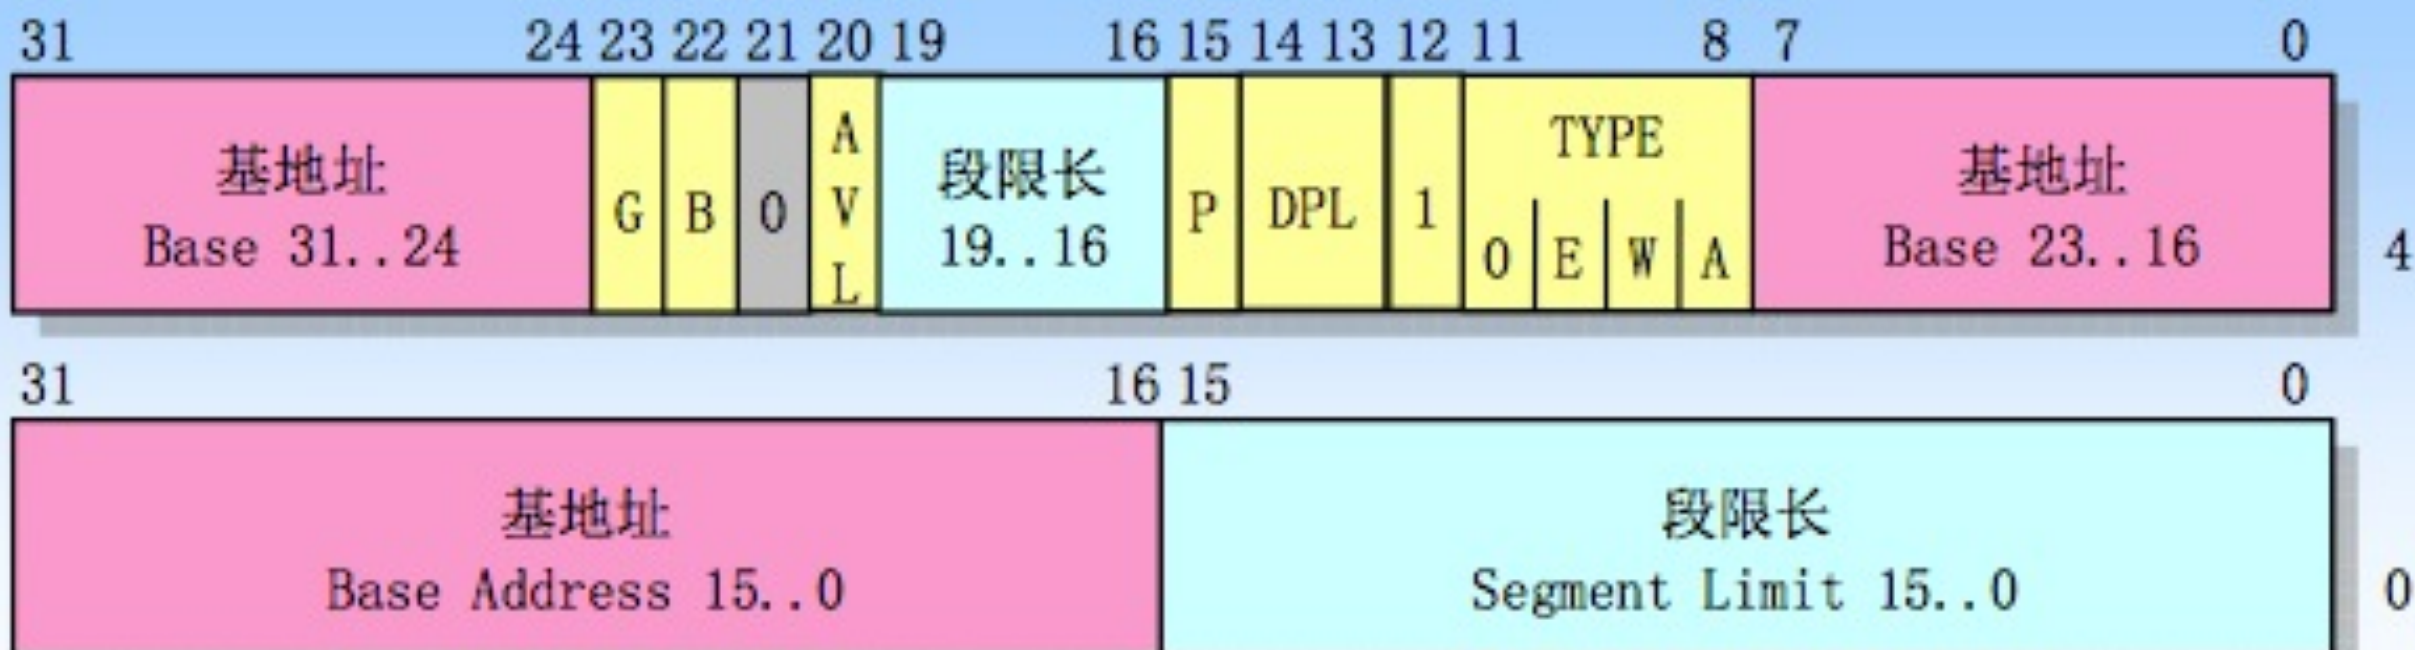 31 24 23 22 21 20 19 16 15 14 13 12 11 8 7 0
基地址
Base 31..24
G
B
0
A
V
L
段限长
19..16
P
DPL
1
TYPE
0 E W A
基地址
Base 23..16
4
31 16 15 0
基地址
Base Address 15..0
段限长
Segment Limit 15..0
0